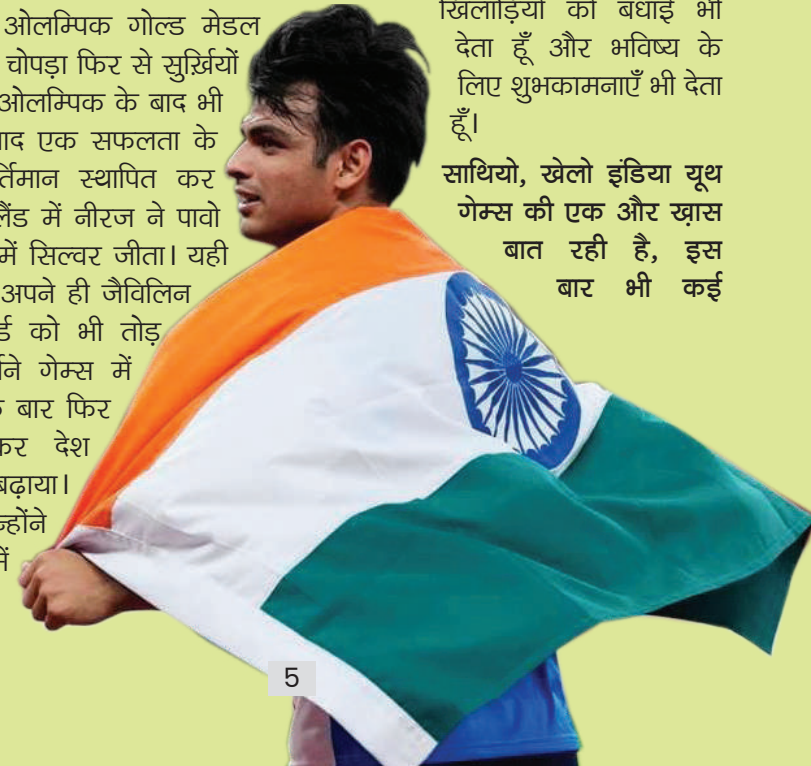 ओलम्पिक गोल्ड मेडल
चोपड़ा फिर से सुर्ख़ियों
ओलम्पिक के बाद भी
एक सफलता के
स्थापित कर
में नीरज ने पावो
में सिल्वर जीता। यही
अपने ही जैविलिन
को भी तोड़
गेम्स में
बार फिर
देश
बढ़ाया।
खिलाड़ियों को बधाई भी
देता हूँ और भविष्य के
लिए शुभकामनाएँ भी देता
हूँ।
साथियो, खेलो इंडिया यूथ
गेम्स की एक और ख़ास
बात रही है, इस
बार भी कई
5